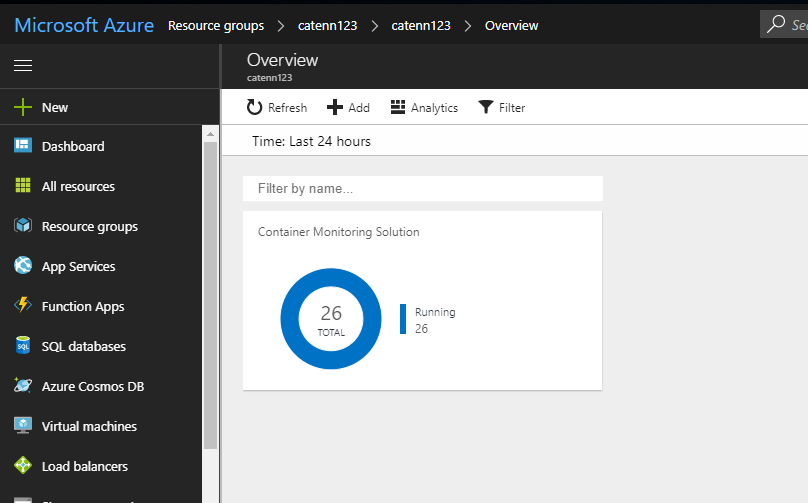 Microsoft Azure Resource groups > catenn123 > catenn123 > Overview
Overview
catenn123
New
Refresh Add Analytics Filter
Time: Last 24 hours
Dashboard
All resources
Resource groups
App Services
Function Apps
SQL databases
Azure Cosmos DB
Virtual machines
Load balancers
Filter by name...
Container Monitoring Solution
26
TOTAL
Running
26